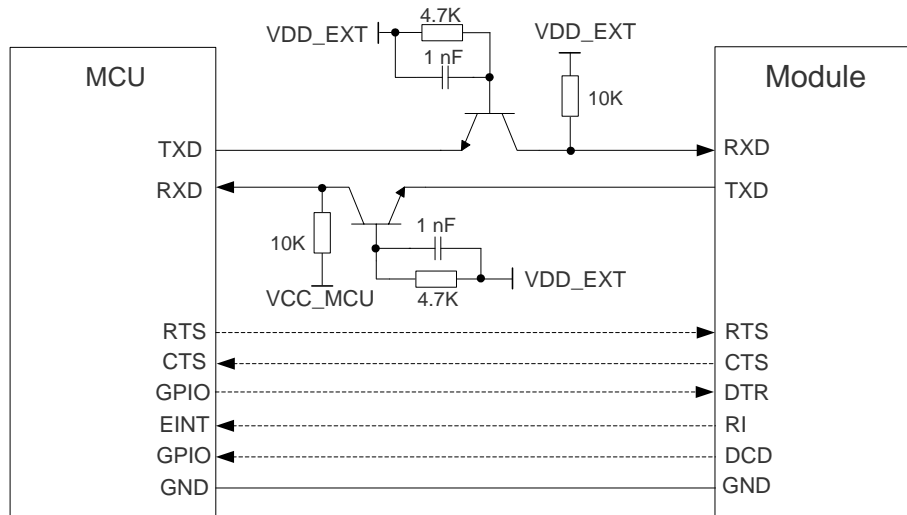 4.7K
VDD_EXT
1 nF
VDD_EXT
MCU
Module
10K
TXD
RXD
RXD
TXD
1 nF
10K
VDD_EXT
VCC_MCU
4.7K
RTS
RTS
CTS
CTS
GPIO
DTR
EINT
RI
GPIO
DCD
GND
GND